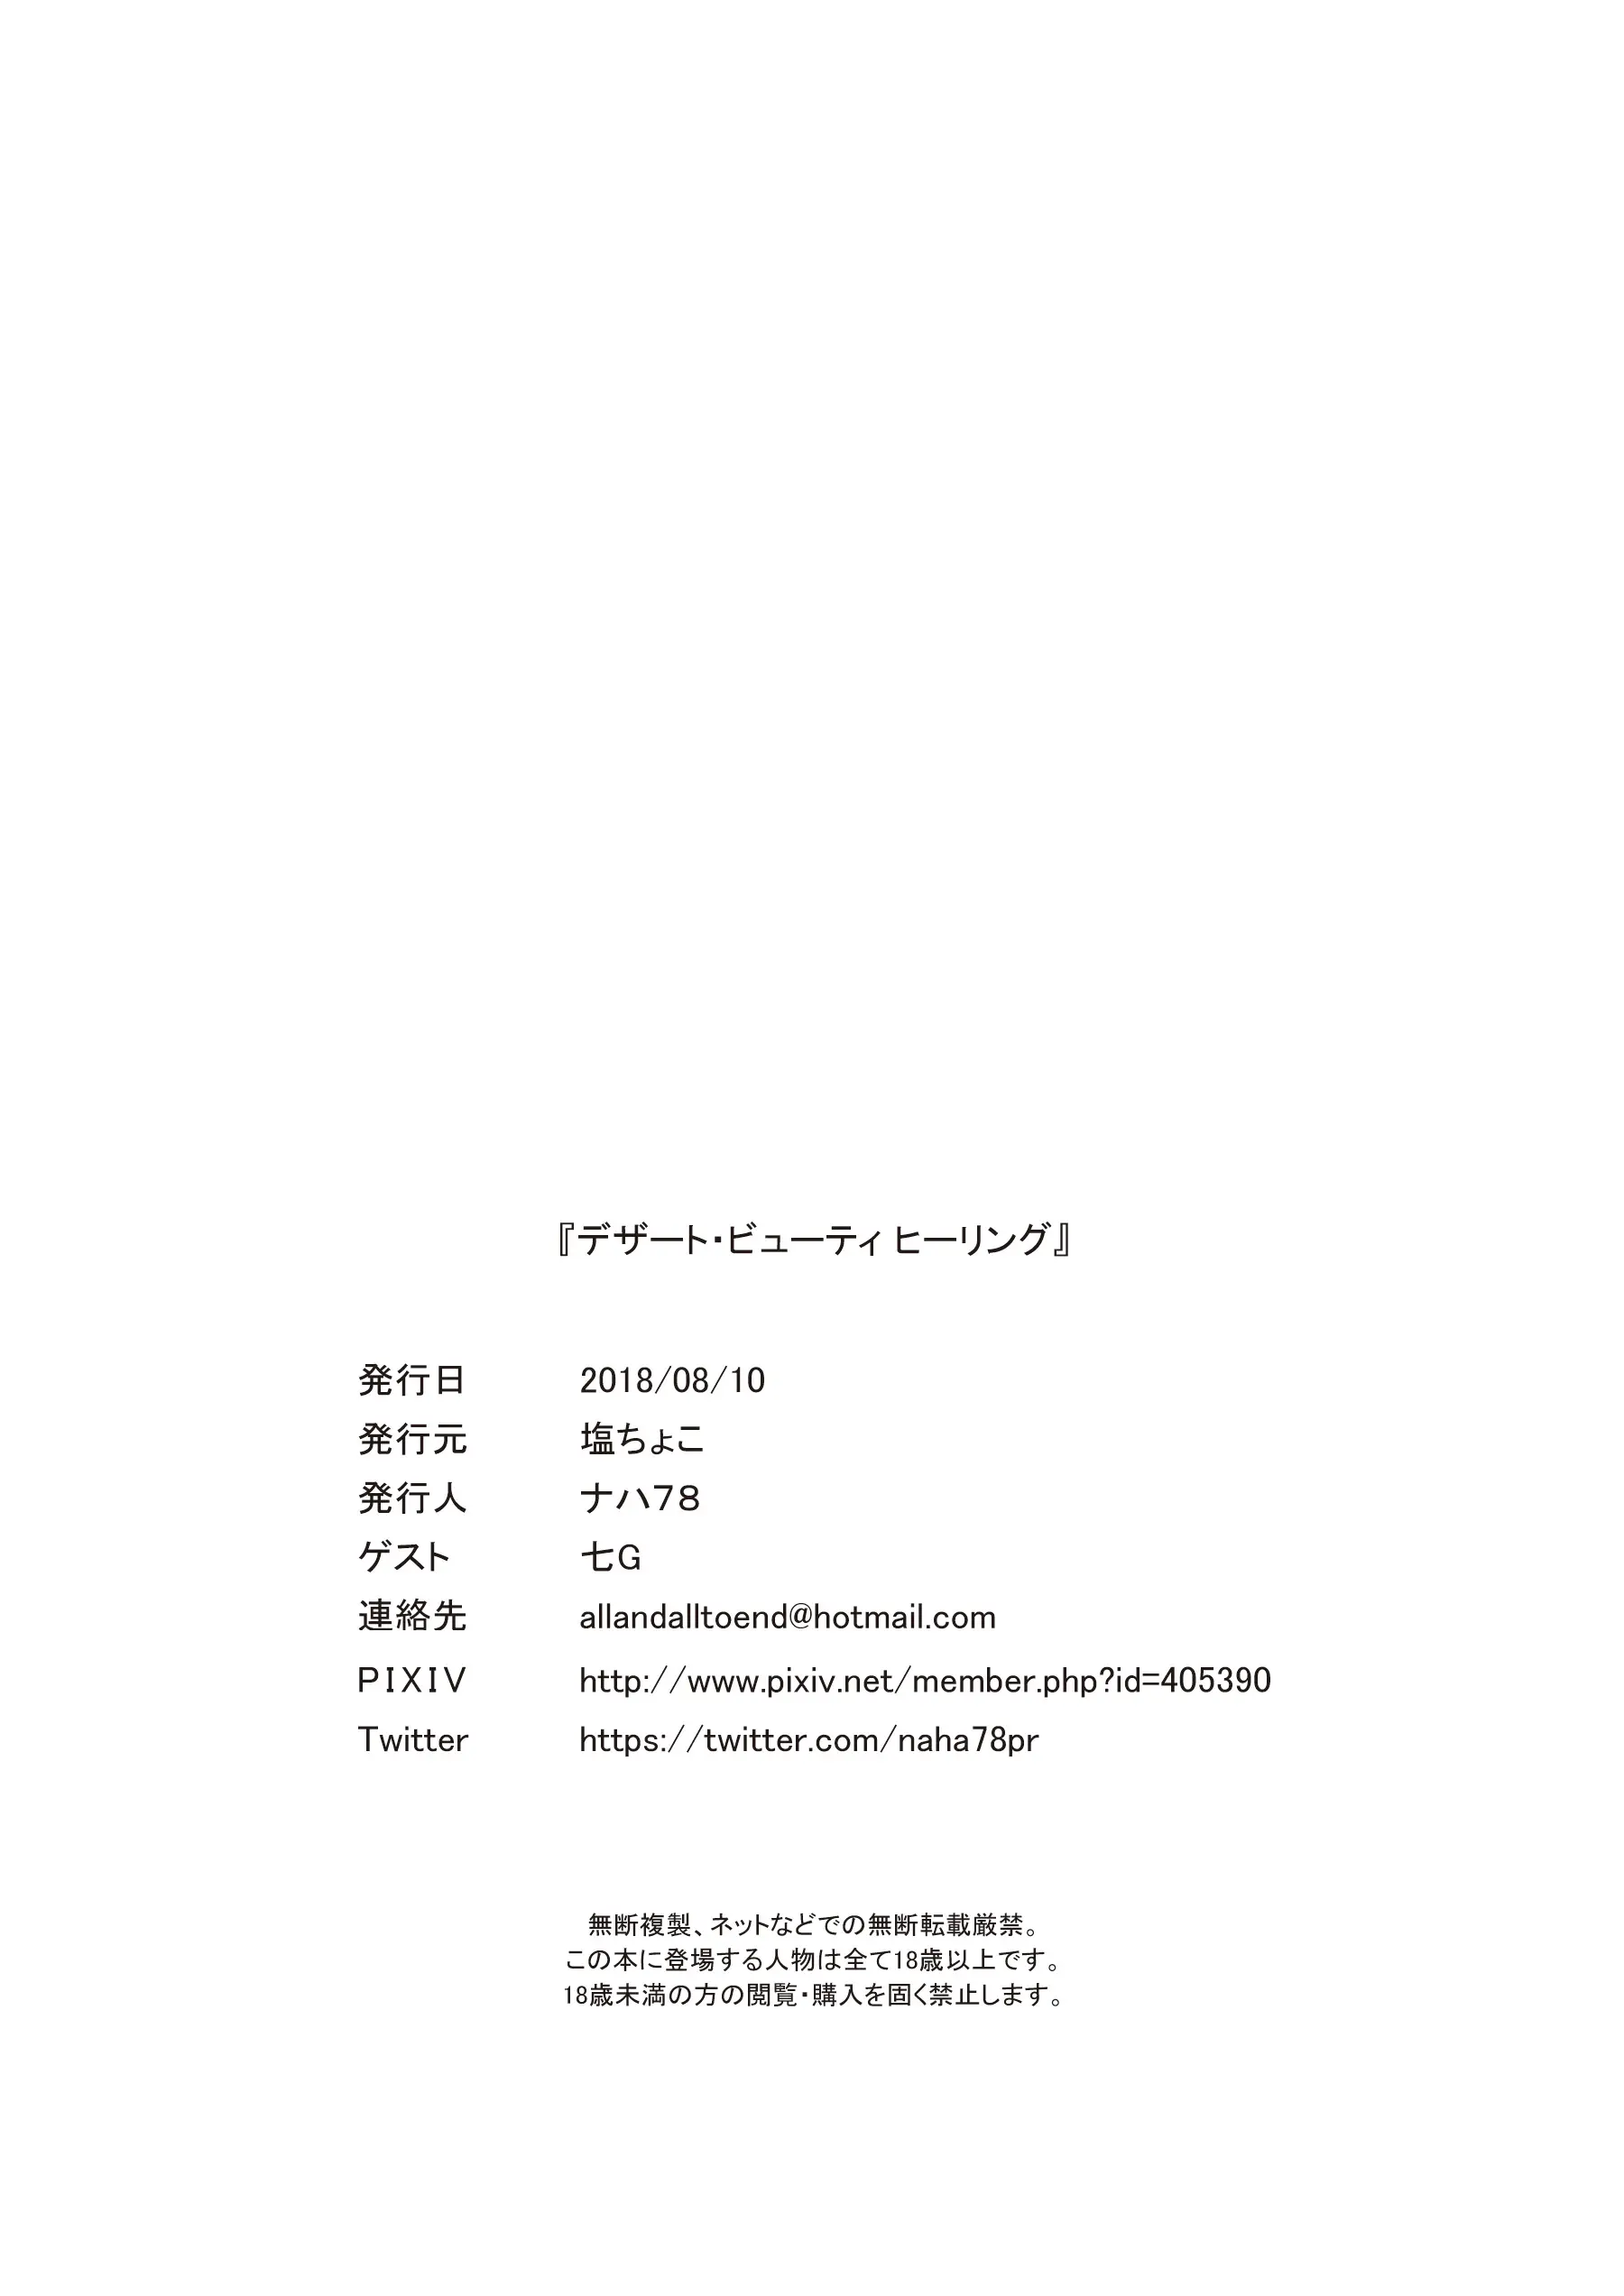 『デザート・ビューティ ヒーリング』
発行日 2018/08/10
発行元 塩ちょこ
発行人 ナハ78
ゲスト 七G
連絡先 allandalltoend@hotmail.com
PIXIV http://www.pixiv.net/member.php?id=405390
Twitter https://twitter.com/naha78pr
無断複製、ネットなどでの無断転載厳禁。
この本に登場する人物は全て18歳以上です。
18歳未満の方の閲覧・購入を固く禁止します。